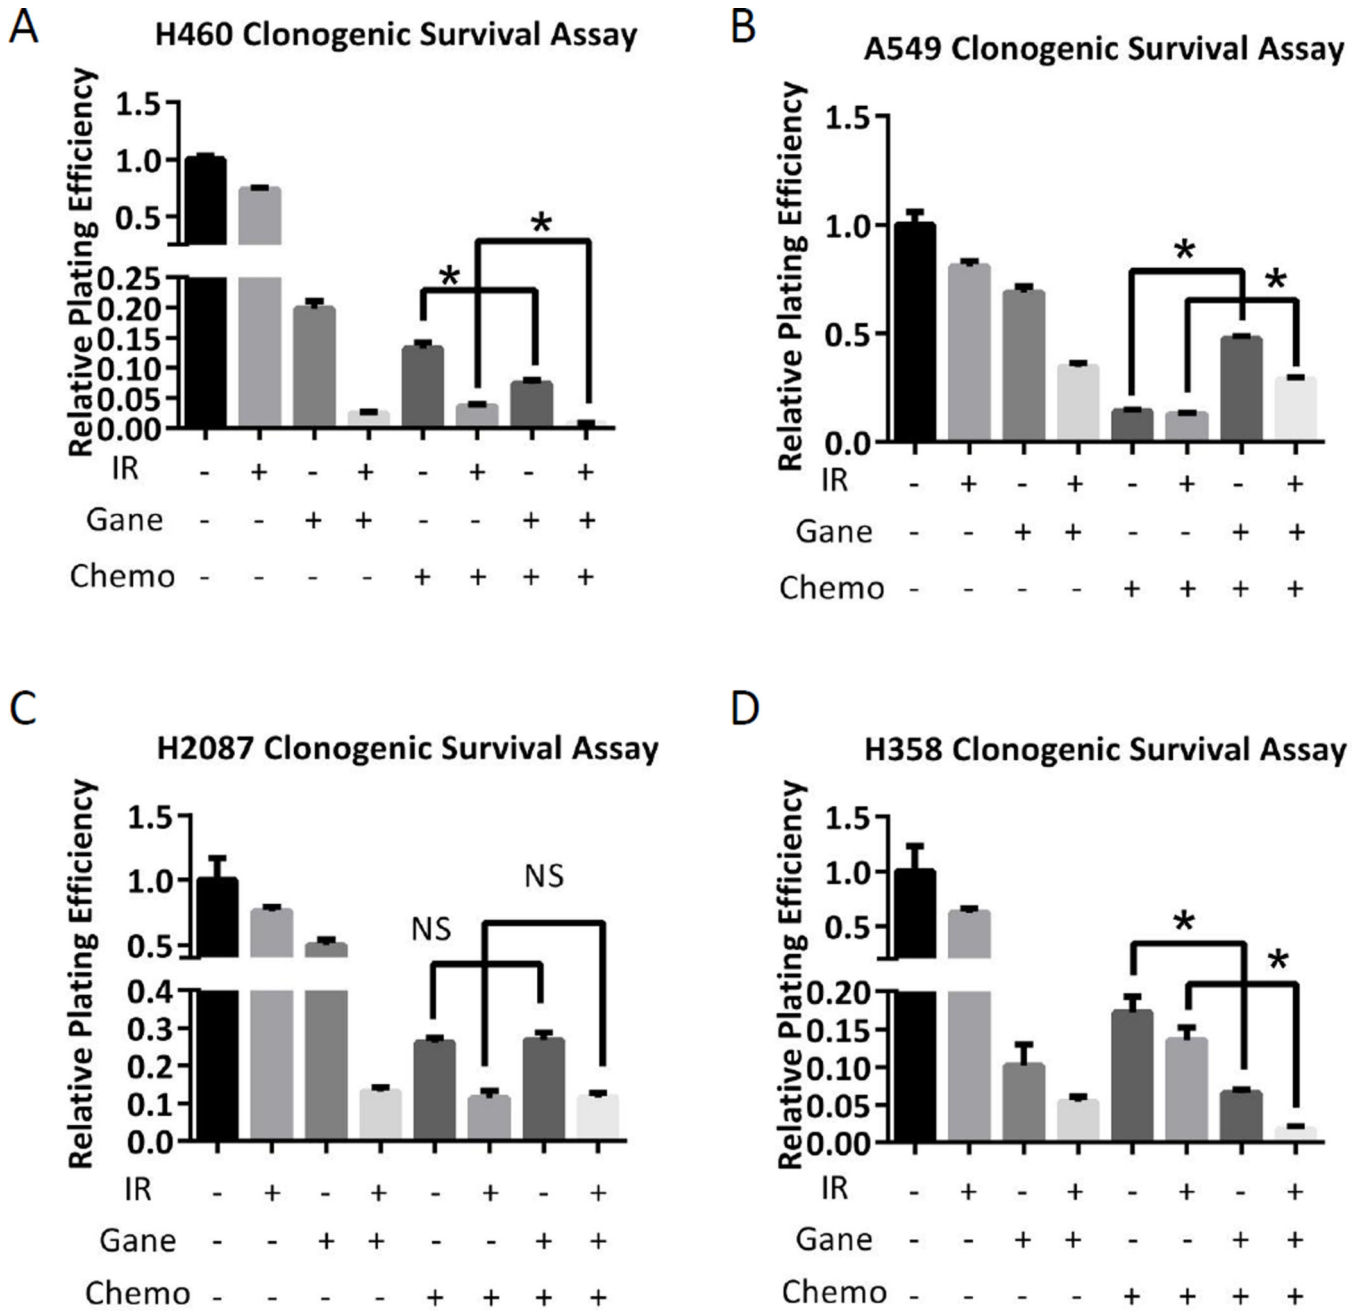 A
H460 Clonogenic Survival Assay
Relative Plating Efficiency
1.5
1.0
0.5
0.25
0.20
0.15
0.10
0.05
0.00
* *
IR - + - + - + - +
Gane - - + + - - + +
Chemo - - - - + + + +
B
A549 Clonogenic Survival Assay
Relative Plating Efficiency
1.5
1.0
0.5
0.0
* *
IR - + - + - + - +
Gane - - + + - - + +
Chemo - - - - + + + +
C
H2087 Clonogenic Survival Assay
Relative Plating Efficiency
1.5
1.0
0.5
0.4
0.3
0.2
0.1
0.0
NS NS
IR - + - + - + - +
Gane - - + + - - + +
Chemo - - - - + + + +
D
H358 Clonogenic Survival Assay
Relative Plating Efficiency
1.5
1.0
0.5
0.20
0.15
0.10
0.05
0.00
* *
IR - + - + - + - +
Gane - - + + - - + +
Chemo - - - - + + + +